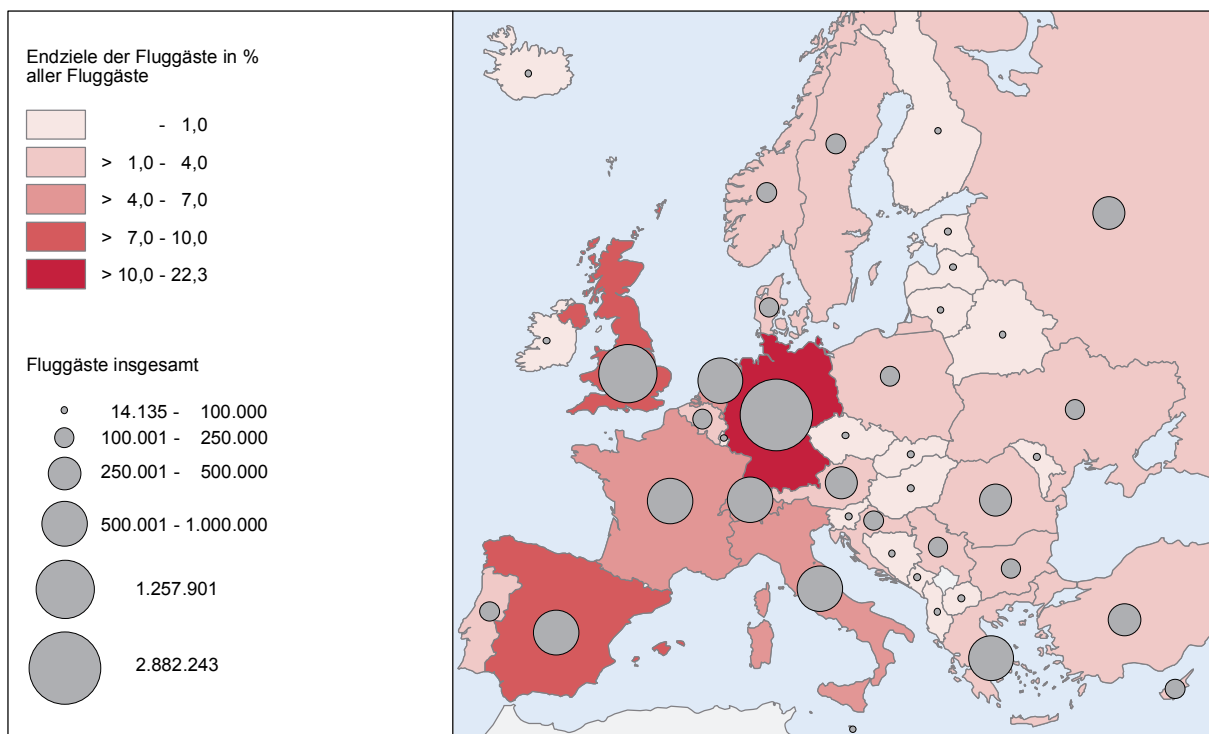 Endziele der Fluggäste in %
aller Fluggäste
- 1,0
> 1,0 - 4,0
> 4,0 - 7,0
> 7,0 - 10,0
> 10,0 - 22,3
Fluggäste insgesamt
14.135 - 100.000
100.001 - 250.000
250.001 - 500.000
500.001 - 1.000.000
1.257.901
2.882.243